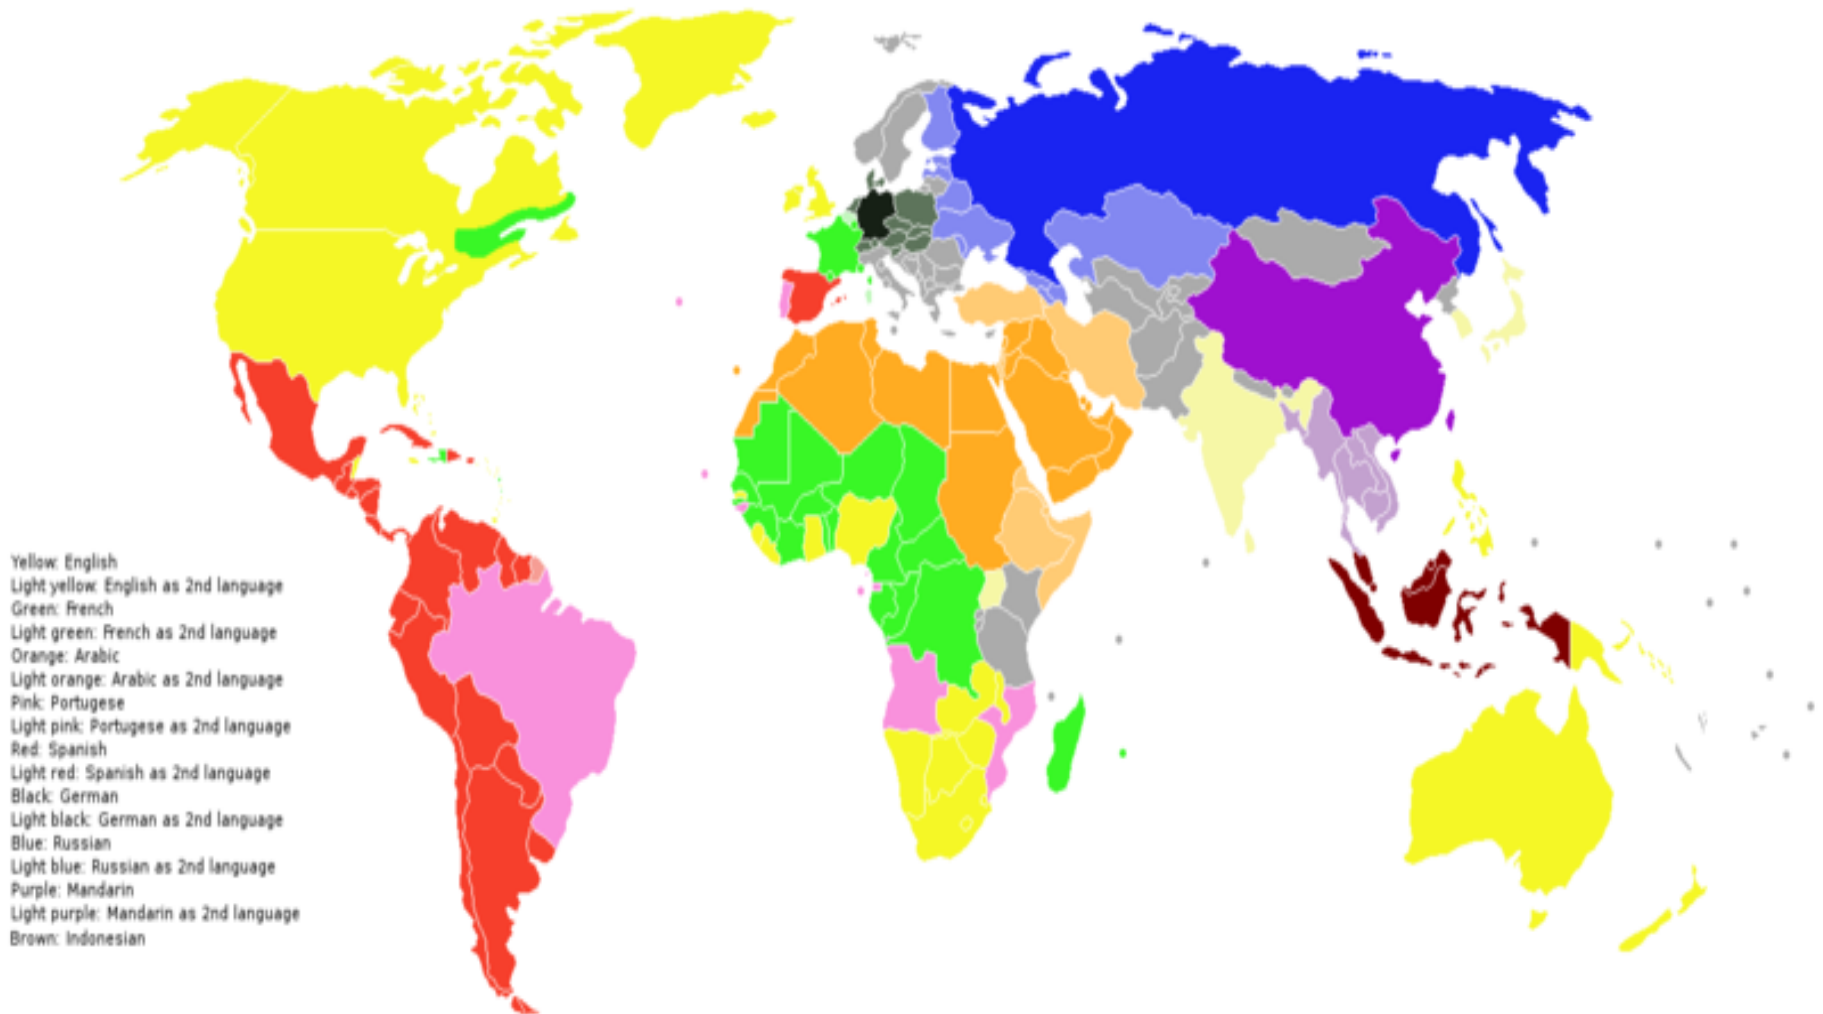 Yellow: English
Light yellow: English as 2nd language
Green: French
Light green: French as 2nd language
Orange: Arabic
Light orange: Arabic as 2nd language
Pink: Portugese
Light pink: Portugese as 2nd language
Red: Spanish
Light red: Spanish as 2nd language
Black: German
Light black: German as 2nd language
Blue: Russian
Light blue: Russian as 2nd language
Purple: Mandarin
Light purple: Mandarin as 2nd language
Brown: Indonesian